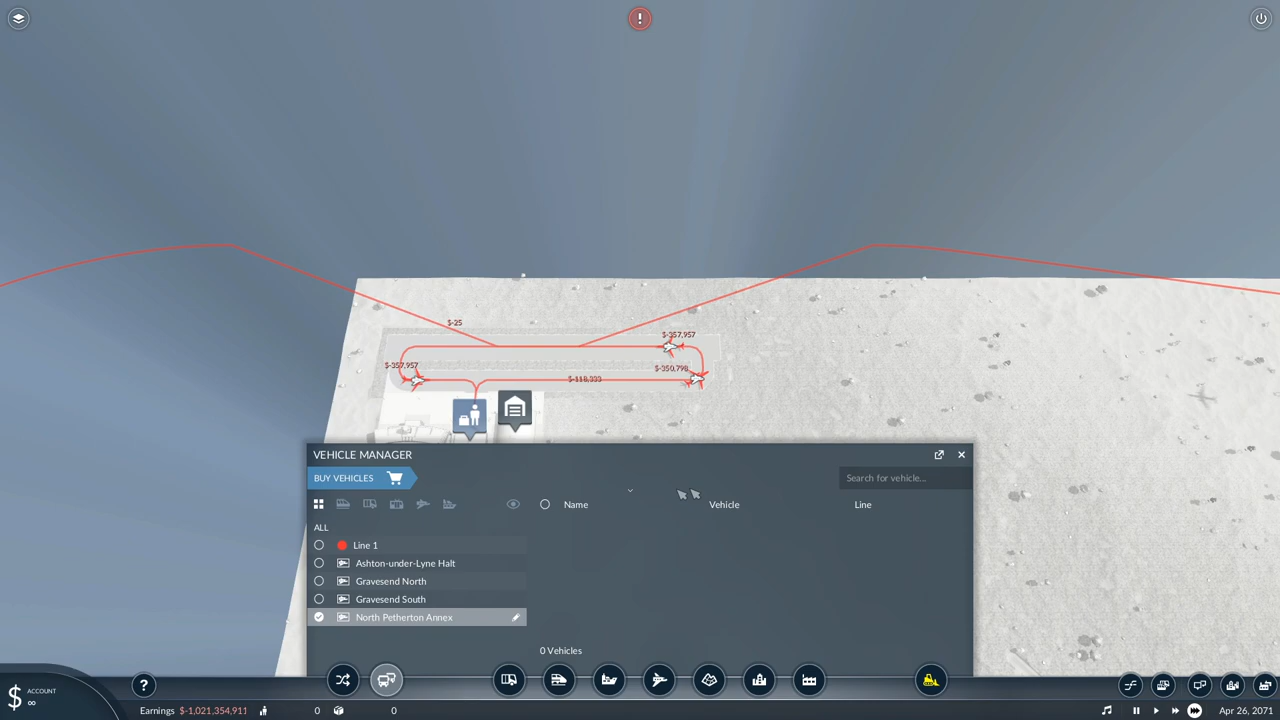 $-25
$-357,957
$-357,957
$-350,798
$-118,333
VEHICLE MANAGER
BUY VEHICLES
Search for vehicle...
Name
Vehicle
Line
ALL
Line 1
Ashton-under-Lyne Halt
Gravesend North
Gravesend South
North Petherton Annex
0 Vehicles
$
ACCOUNT
∞
?
Earnings $-1,021,354,911
0
0
Apr 26, 2071